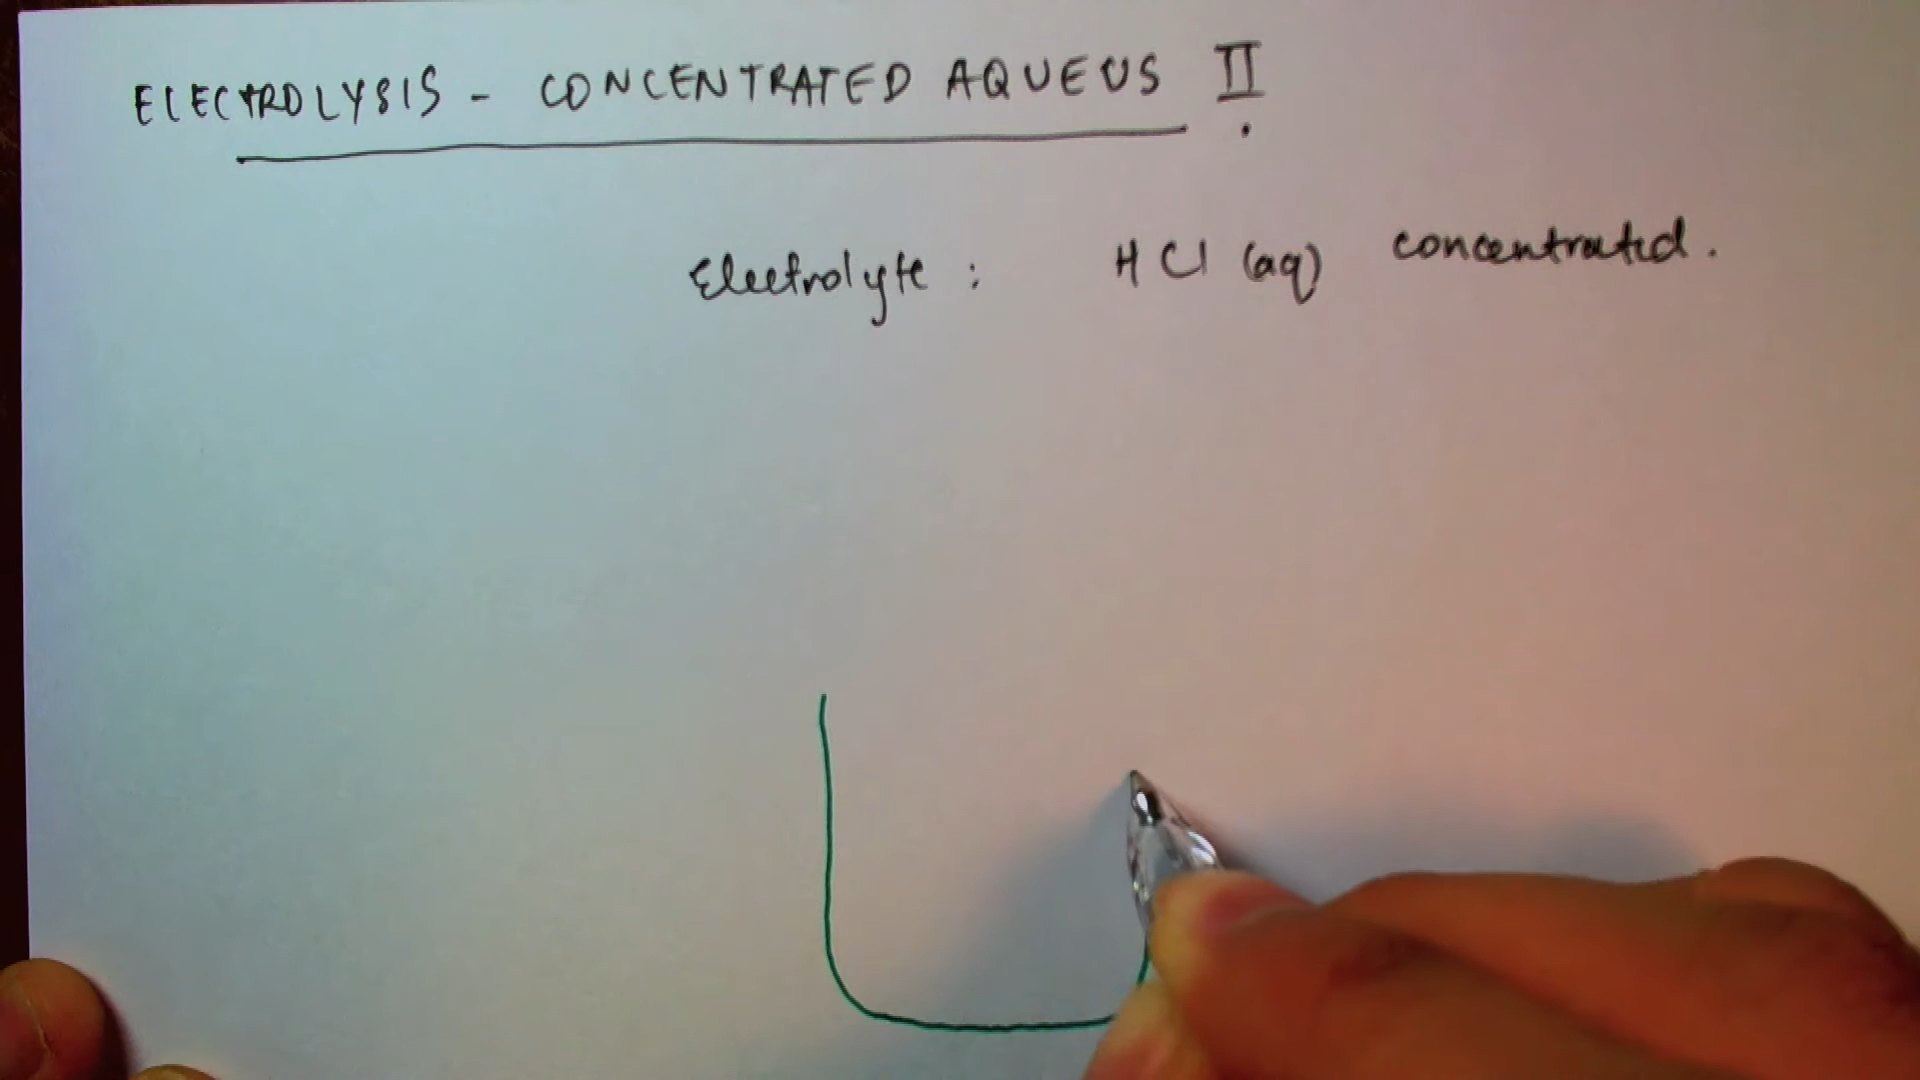 ELECTROLYSIS - CONCENTRATED AQUEUS II
Electrolyte : HCl (aq) concentrated.